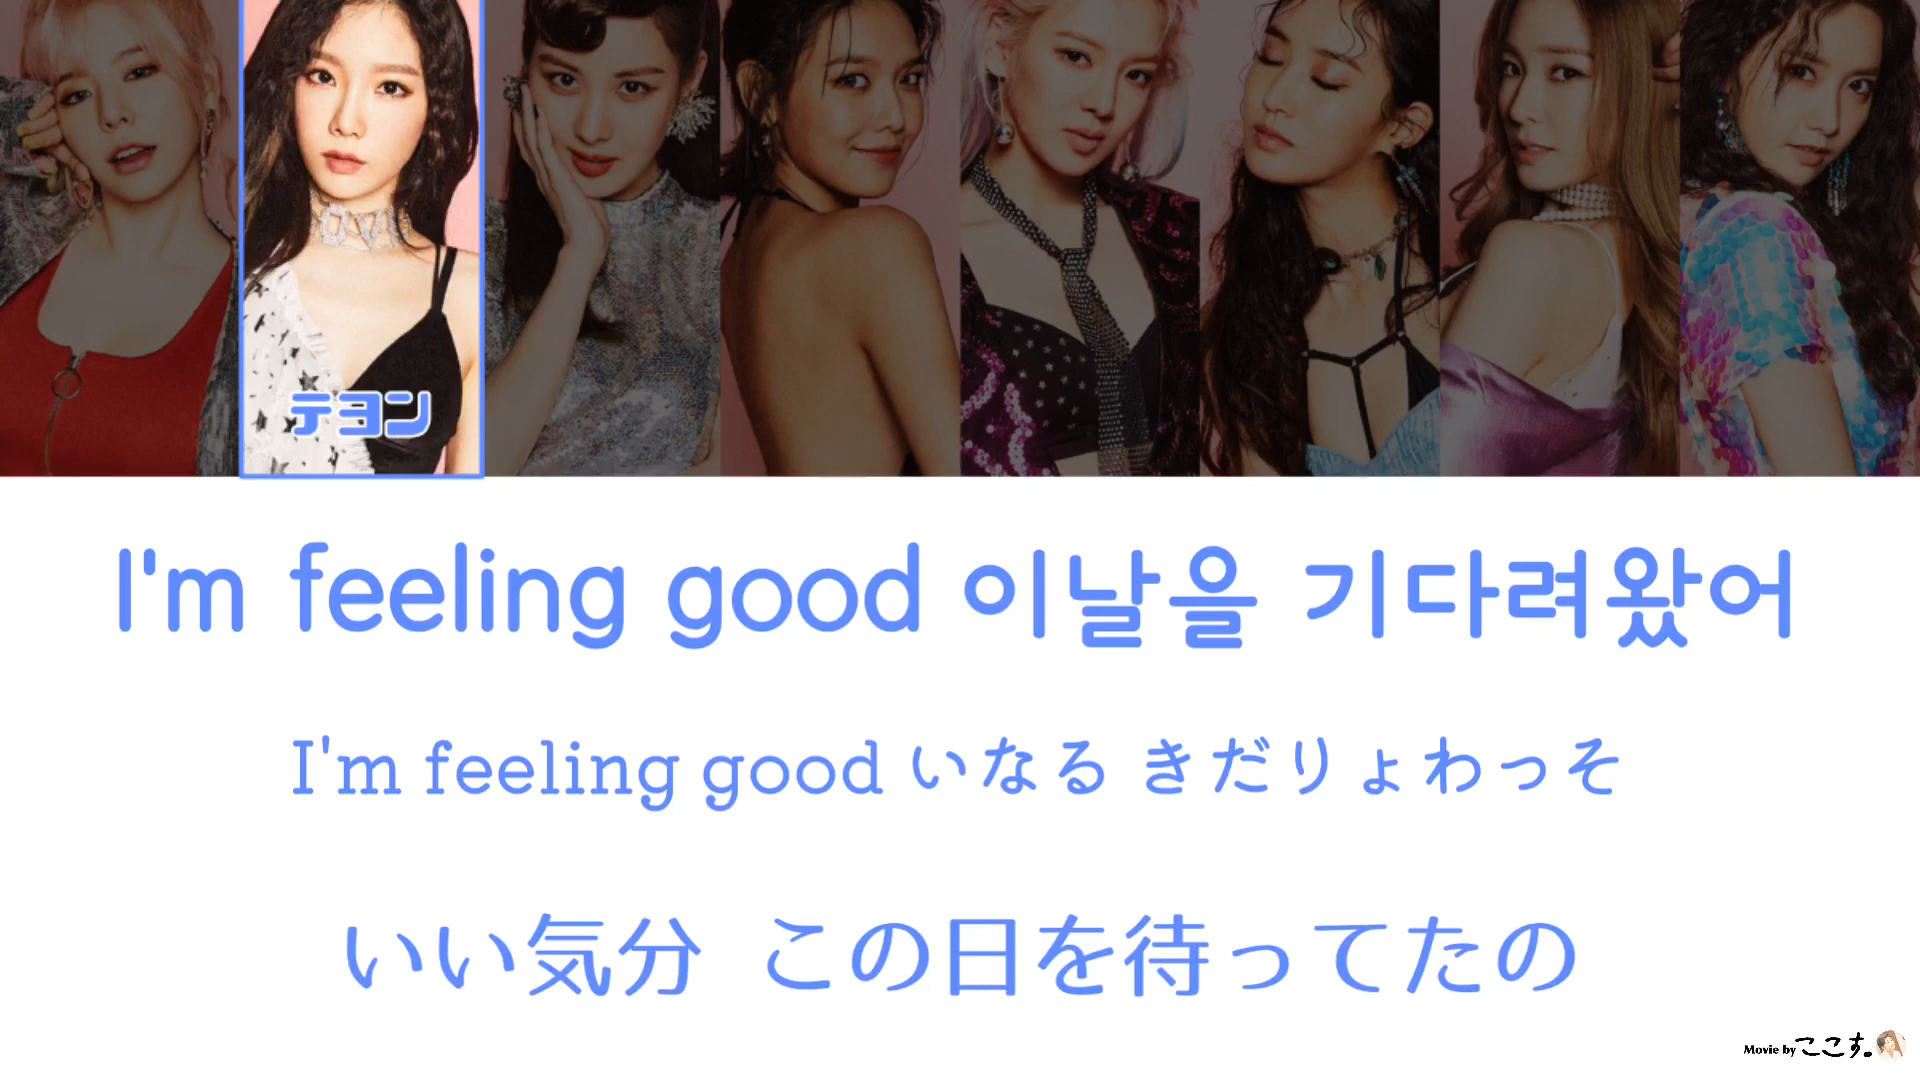 テヨン
I'm feeling good 이날을 기다려왔어
I'm feeling good いなる きだりょわっそ
いい気分 この日を待ってたの
Movie by ここす。